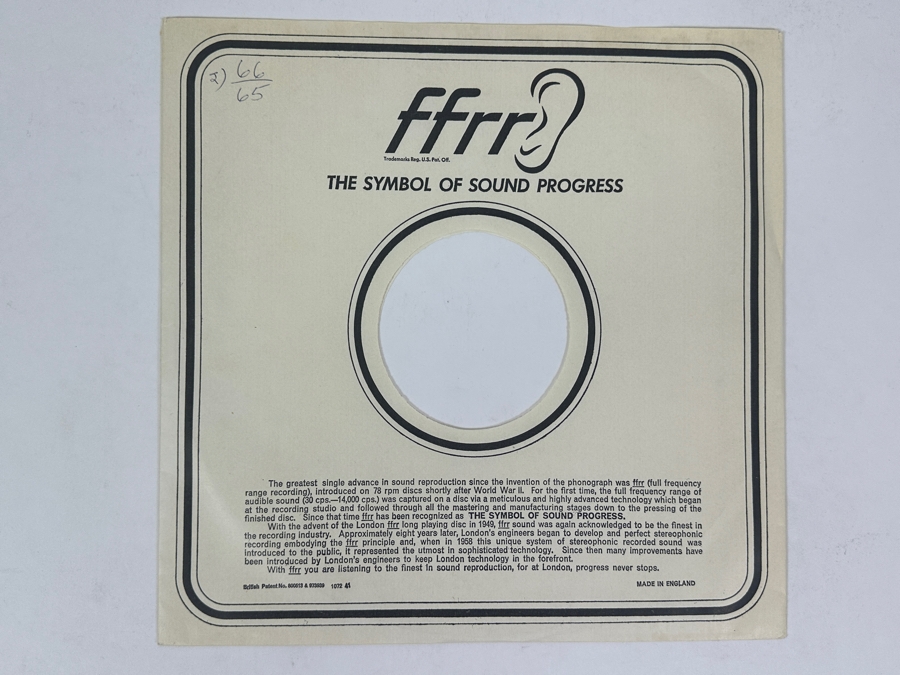 2) 66
65
ffrr
Trademarks Reg. U.S. Pat. Off.
THE SYMBOL OF SOUND PROGRESS
The greatest single advance in sound reproduction since the invention of the phonograph was ffrr (full frequency
range recording), introduced on 78 rpm discs shortly after World War II. For the first time, the full frequency range of
audible sound (30 cps.—14,000 cps.) was captured on a disc via a meticulous and highly advanced technology which began
at the recording studio and followed through all the mastering and manufacturing stages down to the pressing of the
finished disc. Since that time ffrr has been recognized as THE SYMBOL OF SOUND PROGRESS.
With the advent of the London ffrr long playing disc in 1949, ffrr sound was again acknowledged to be the finest in
the recording industry. Approximately eight years later, London's engineers began to develop and perfect stereophonic
recording embodying the ffrr principle and, when in 1958 this unique system of stereophonic recorded sound was
introduced to the public, it represented the utmost in sophisticated technology. Since then many improvements have
been introduced by London's engineers to keep London technology in the forefront.
With ffrr you are listening to the finest in sound reproduction, for at London, progress never stops.
British Patent No. & 1072 MADE IN ENGLAND